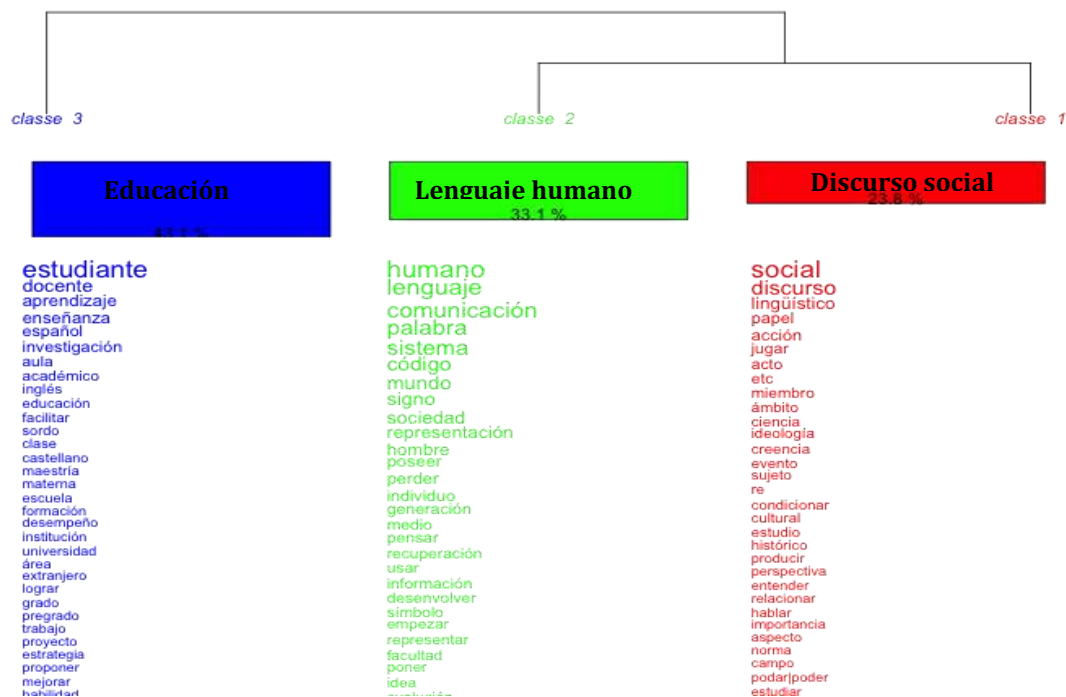 classe 3
classe 2
classe 1
Educación
43.1 %
Lenguaje humano
33.1 %
Discurso social
23.8 %
estudiante
docente
aprendizaje
enseñanza
español
investigación
aula
académico
inglés
educación
facilitar
sordo
clase
castellano
maestría
materna
escuela
formación
desempeño
institución
universidad
área
extranjero
lograr
grado
pregrado
trabajo
proyecto
estrategia
proponer
mejorar
habilidad
humano
lenguaje
comunicación
palabra
sistema
código
mundo
signo
sociedad
representación
hombre
poseer
perder
individuo
generación
medio
pensar
recuperación
usar
información
desenvolver
símbolo
empezar
representar
facultad
poner
idea
evolución
social
discurso
lingüístico
papel
acción
jugar
acto
etc
miembro
ámbito
ciencia
ideología
creencia
evento
sujeto
re
condicionar
cultural
estudio
histórico
producir
perspectiva
entender
relacionar
hablar
importancia
aspecto
norma
campo
podar|poder
estudiar